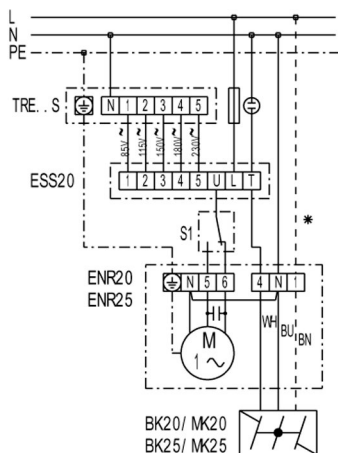 L
N
PE
TRE. . S
N 1 2 3 4 5
~ ~ ~ ~ ~
85V 115V 150V 180V 230V
ESS20
1 2 3 4 5 U L T
*
S1
ENR20
ENR25
N 5 6 4 N 1
WH BU BN
M
1 ~
BK20/ MK20
BK25/ MK25